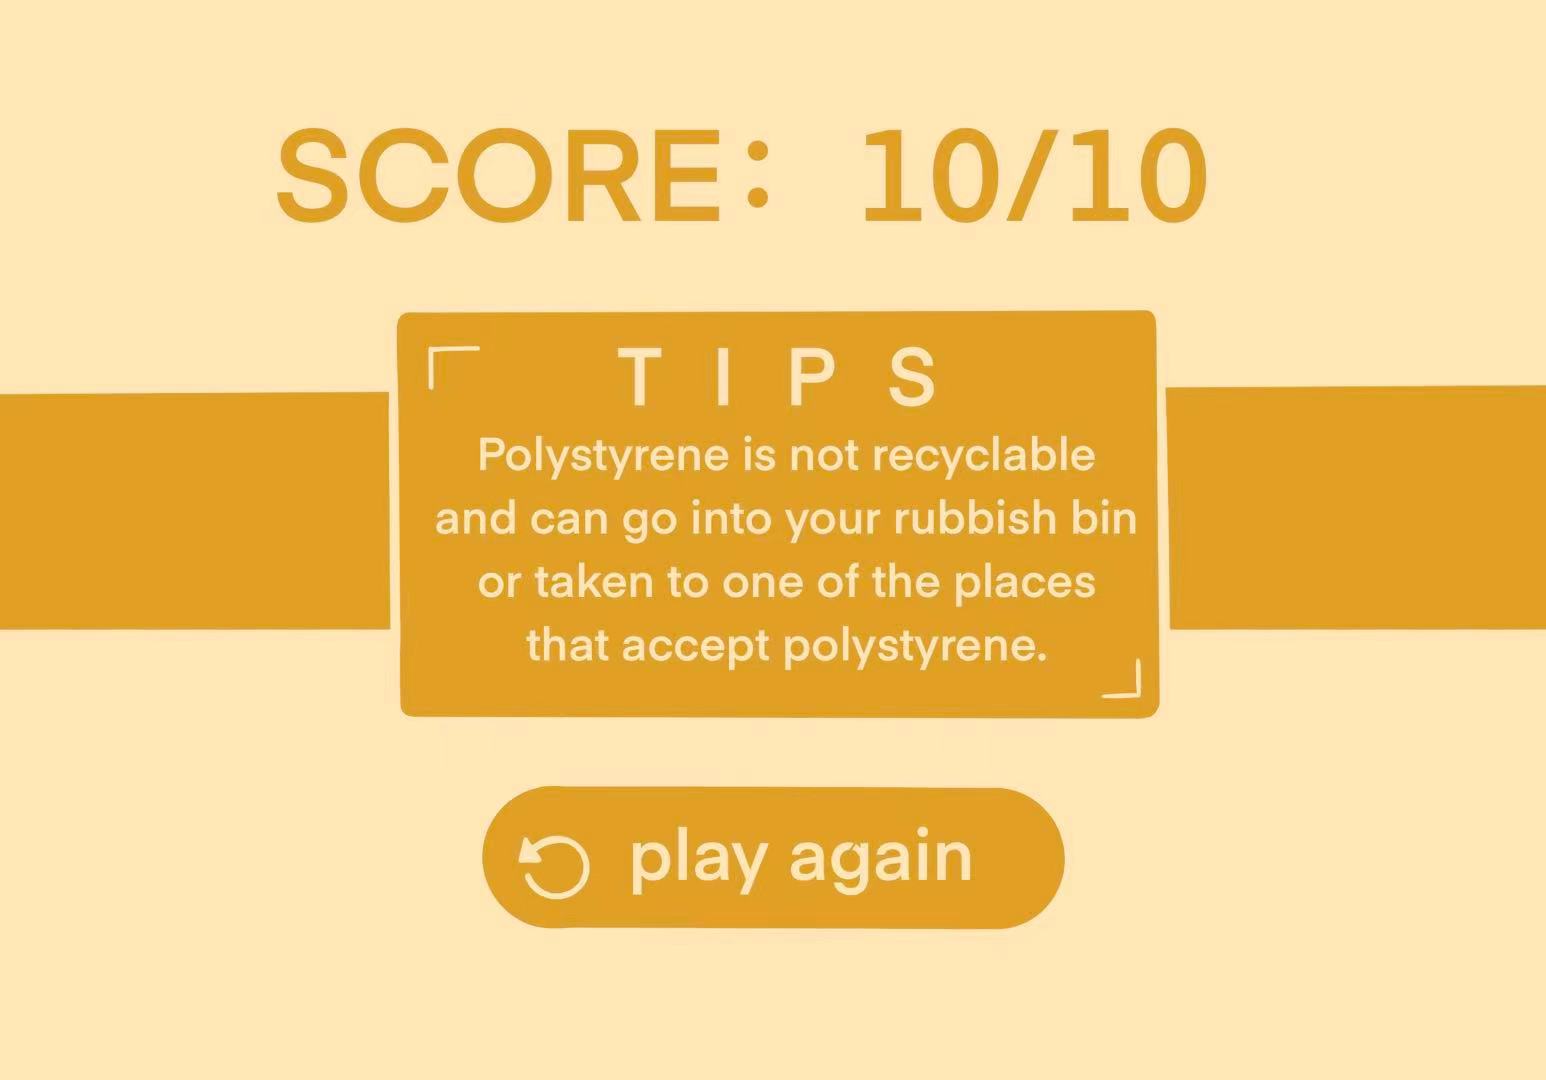 SCORE: 10/10
TIPS
Polystyrene is not recyclable
and can go into your rubbish bin
or taken to one of the places
that accept polystyrene.
play again